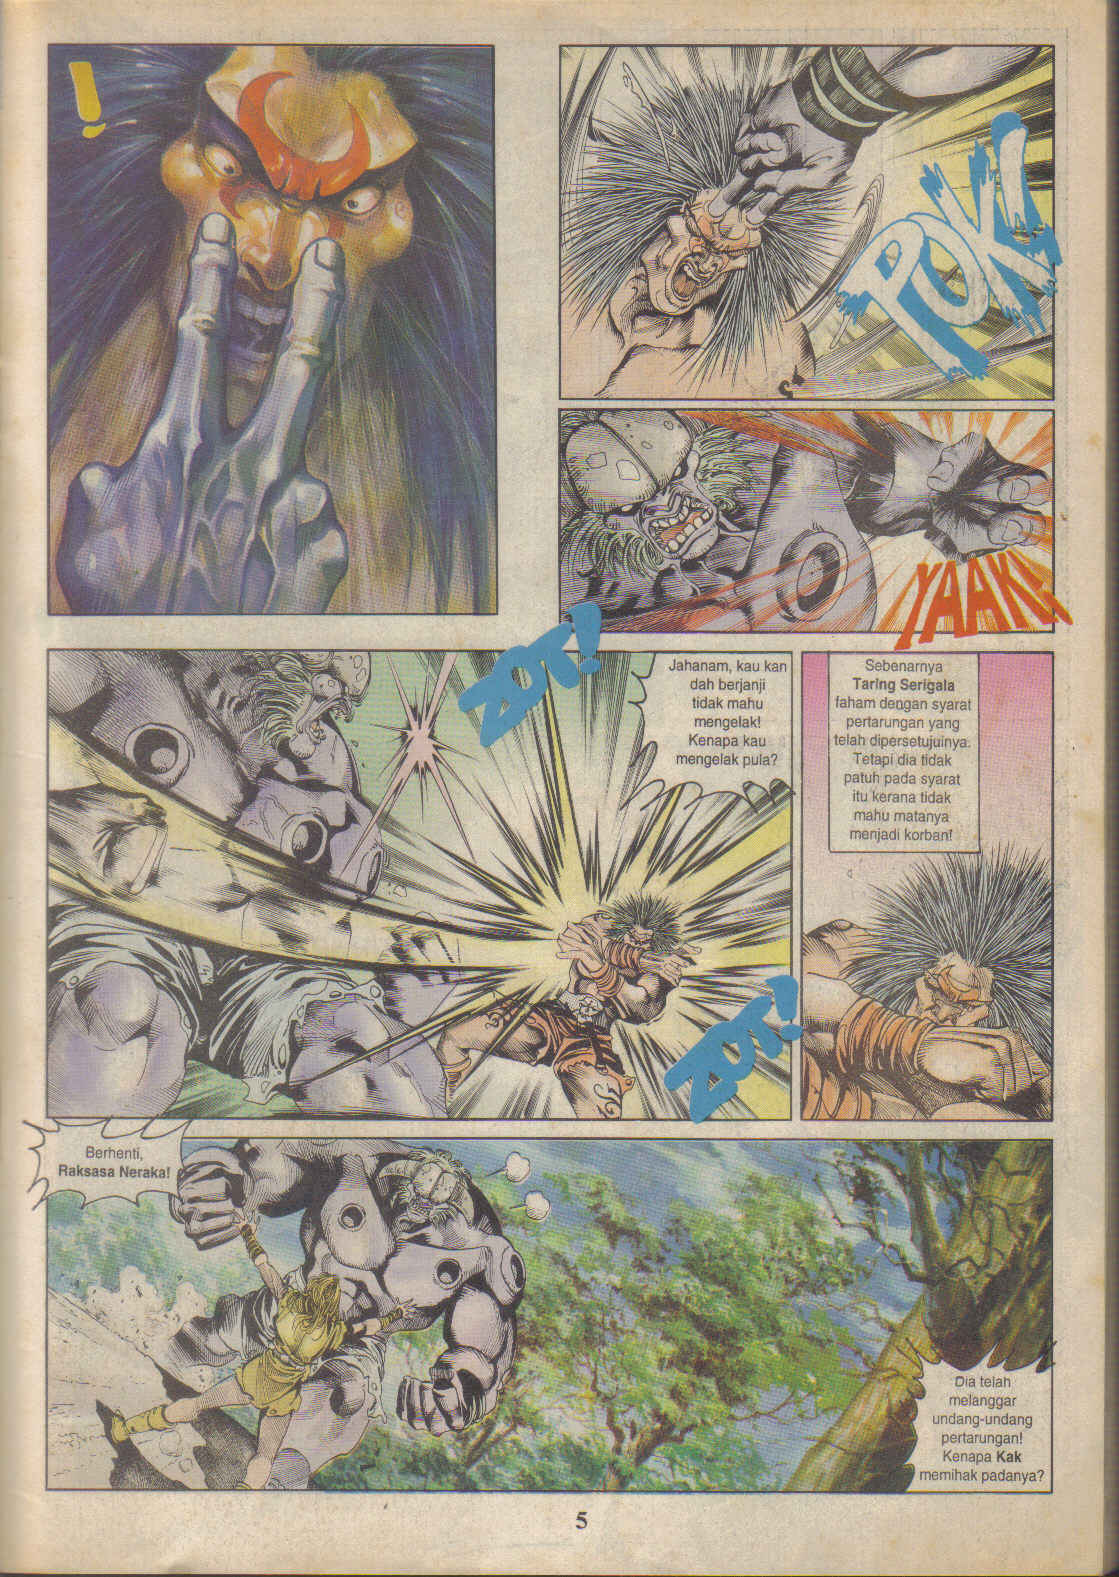 !
POK!
YAAK!
ZOT!
Jahanam, kau kan
dah berjanji
tidak mahu
mengelak!
Kenapa kau
mengelak pula?
Sebenarnya
Taring Serigala
faham dengan syarat
pertarungan yang
telah dipersetujuinya.
Tetapi dia tidak
patuh pada syarat
itu kerana tidak
mahu matanya
menjadi korban!
ZOT!
Berhenti,
Raksasa Neraka!
Dia telah
melanggar
undang-undang
pertarungan!
Kenapa Kak
memihak padanya?
5